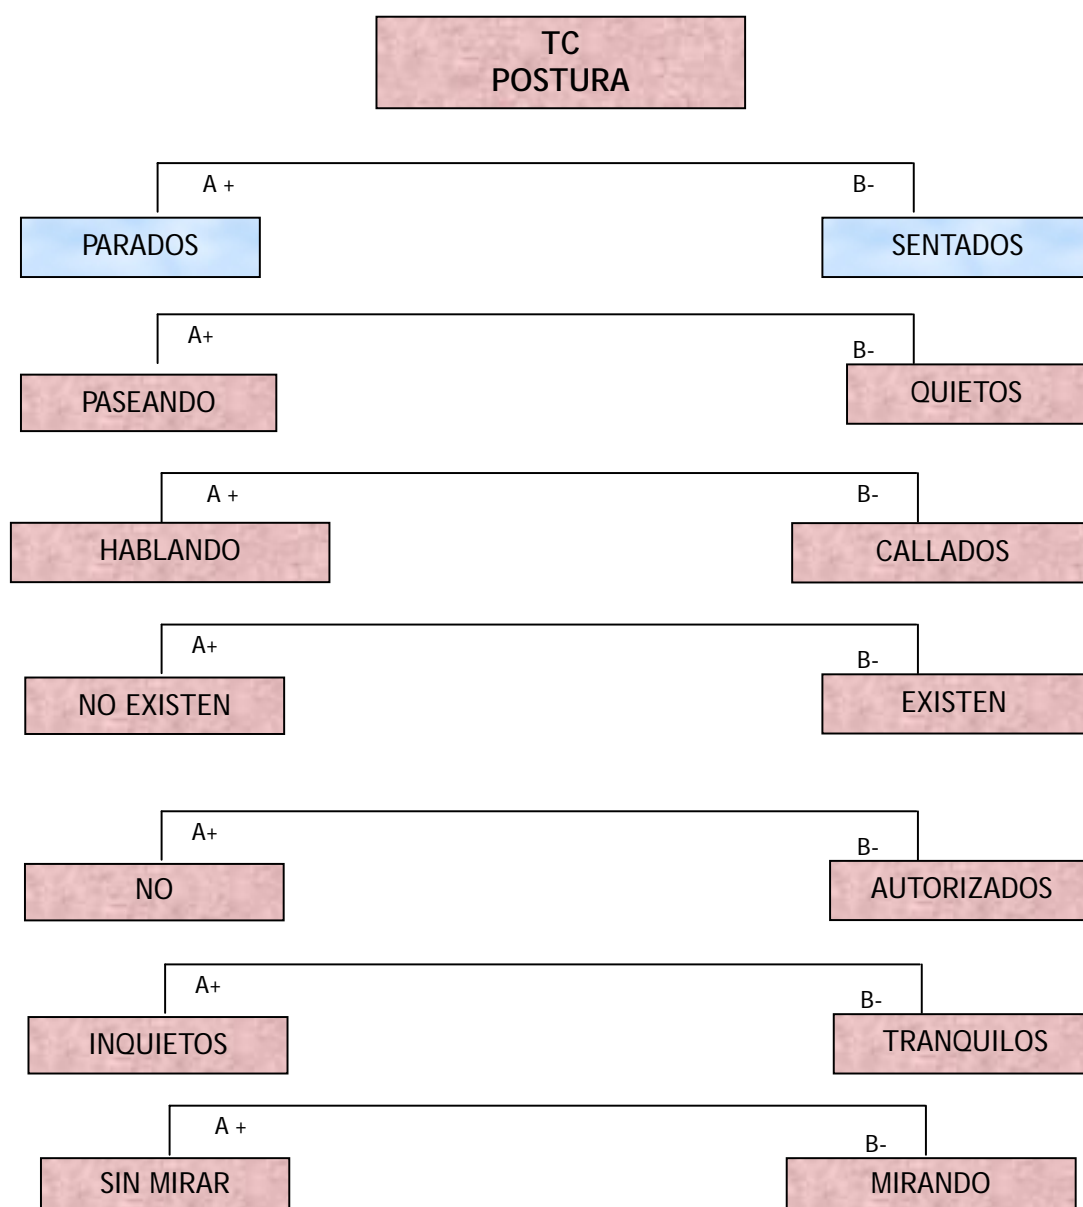 TC
POSTURA
A + B-
PARADOS SENTADOS
A+ B-
PASEANDO QUIETOS
A + B-
HABLANDO CALLADOS
A+ B-
NO EXISTEN EXISTEN
A+ B-
NO AUTORIZADOS
A+ B-
INQUIETOS TRANQUILOS
A + B-
SIN MIRAR MIRANDO